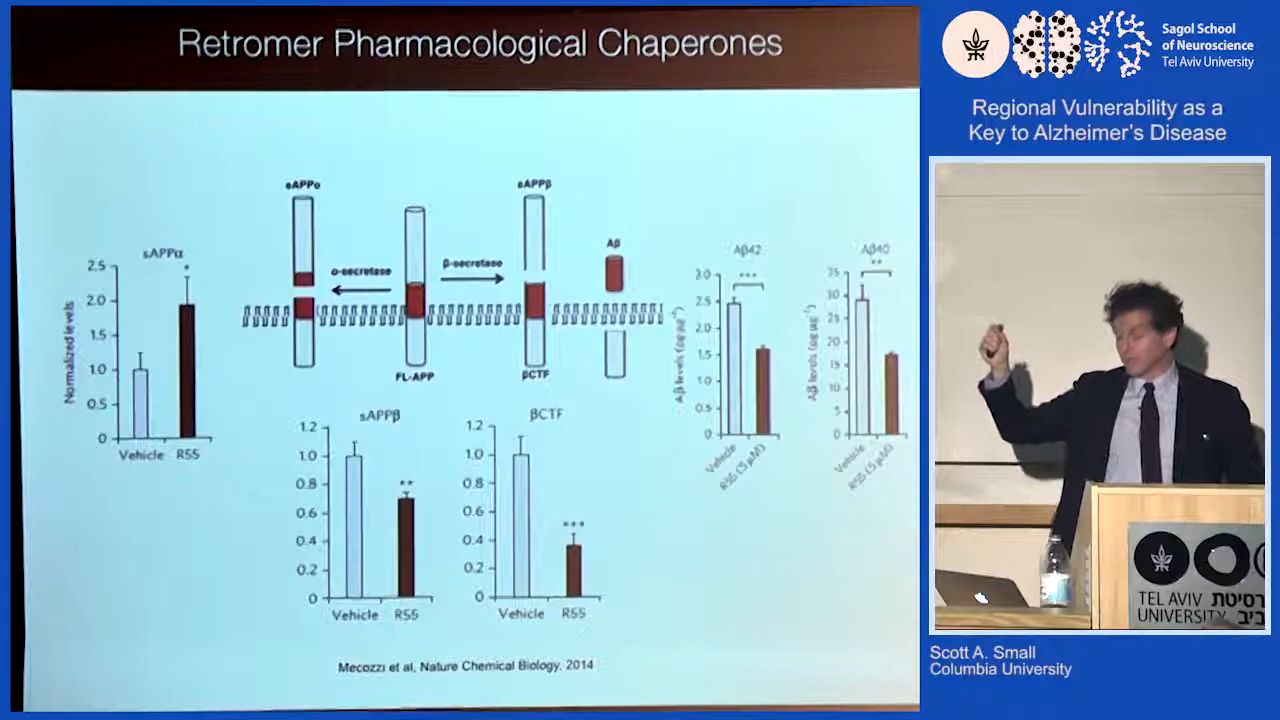 Retromer Pharmacological Chaperones
sAPPα
sAPPβ
Aβ
α-secretase
β-secretase
FL-APP
βCTF
sAPPα
*
Normalized levels
2.5
2.0
1.5
1.0
0.5
0
Vehicle R55
sAPPβ
**
1.2
1.0
0.8
0.6
0.4
0.2
0
Vehicle R55
βCTF
***
1.2
1.0
0.8
0.6
0.4
0.2
0
Vehicle R55
Aβ42
***
Aβ levels (pg µg⁻¹)
3.0
2.5
2.0
1.5
1.0
0.5
0
Vehicle
R55 (5 µM)
Aβ40
**
Aβ levels (pg µg⁻¹)
35
30
25
20
15
10
5
0
Vehicle
R55 (5 µM)
Mecozzi et al, Nature Chemical Biology, 2014
Sagol School
of Neuroscience
Tel Aviv University
Regional Vulnerability as a
Key to Alzheimer's Disease
TEL AVIV
UNIVERSITY
Scott A. Small
Columbia University